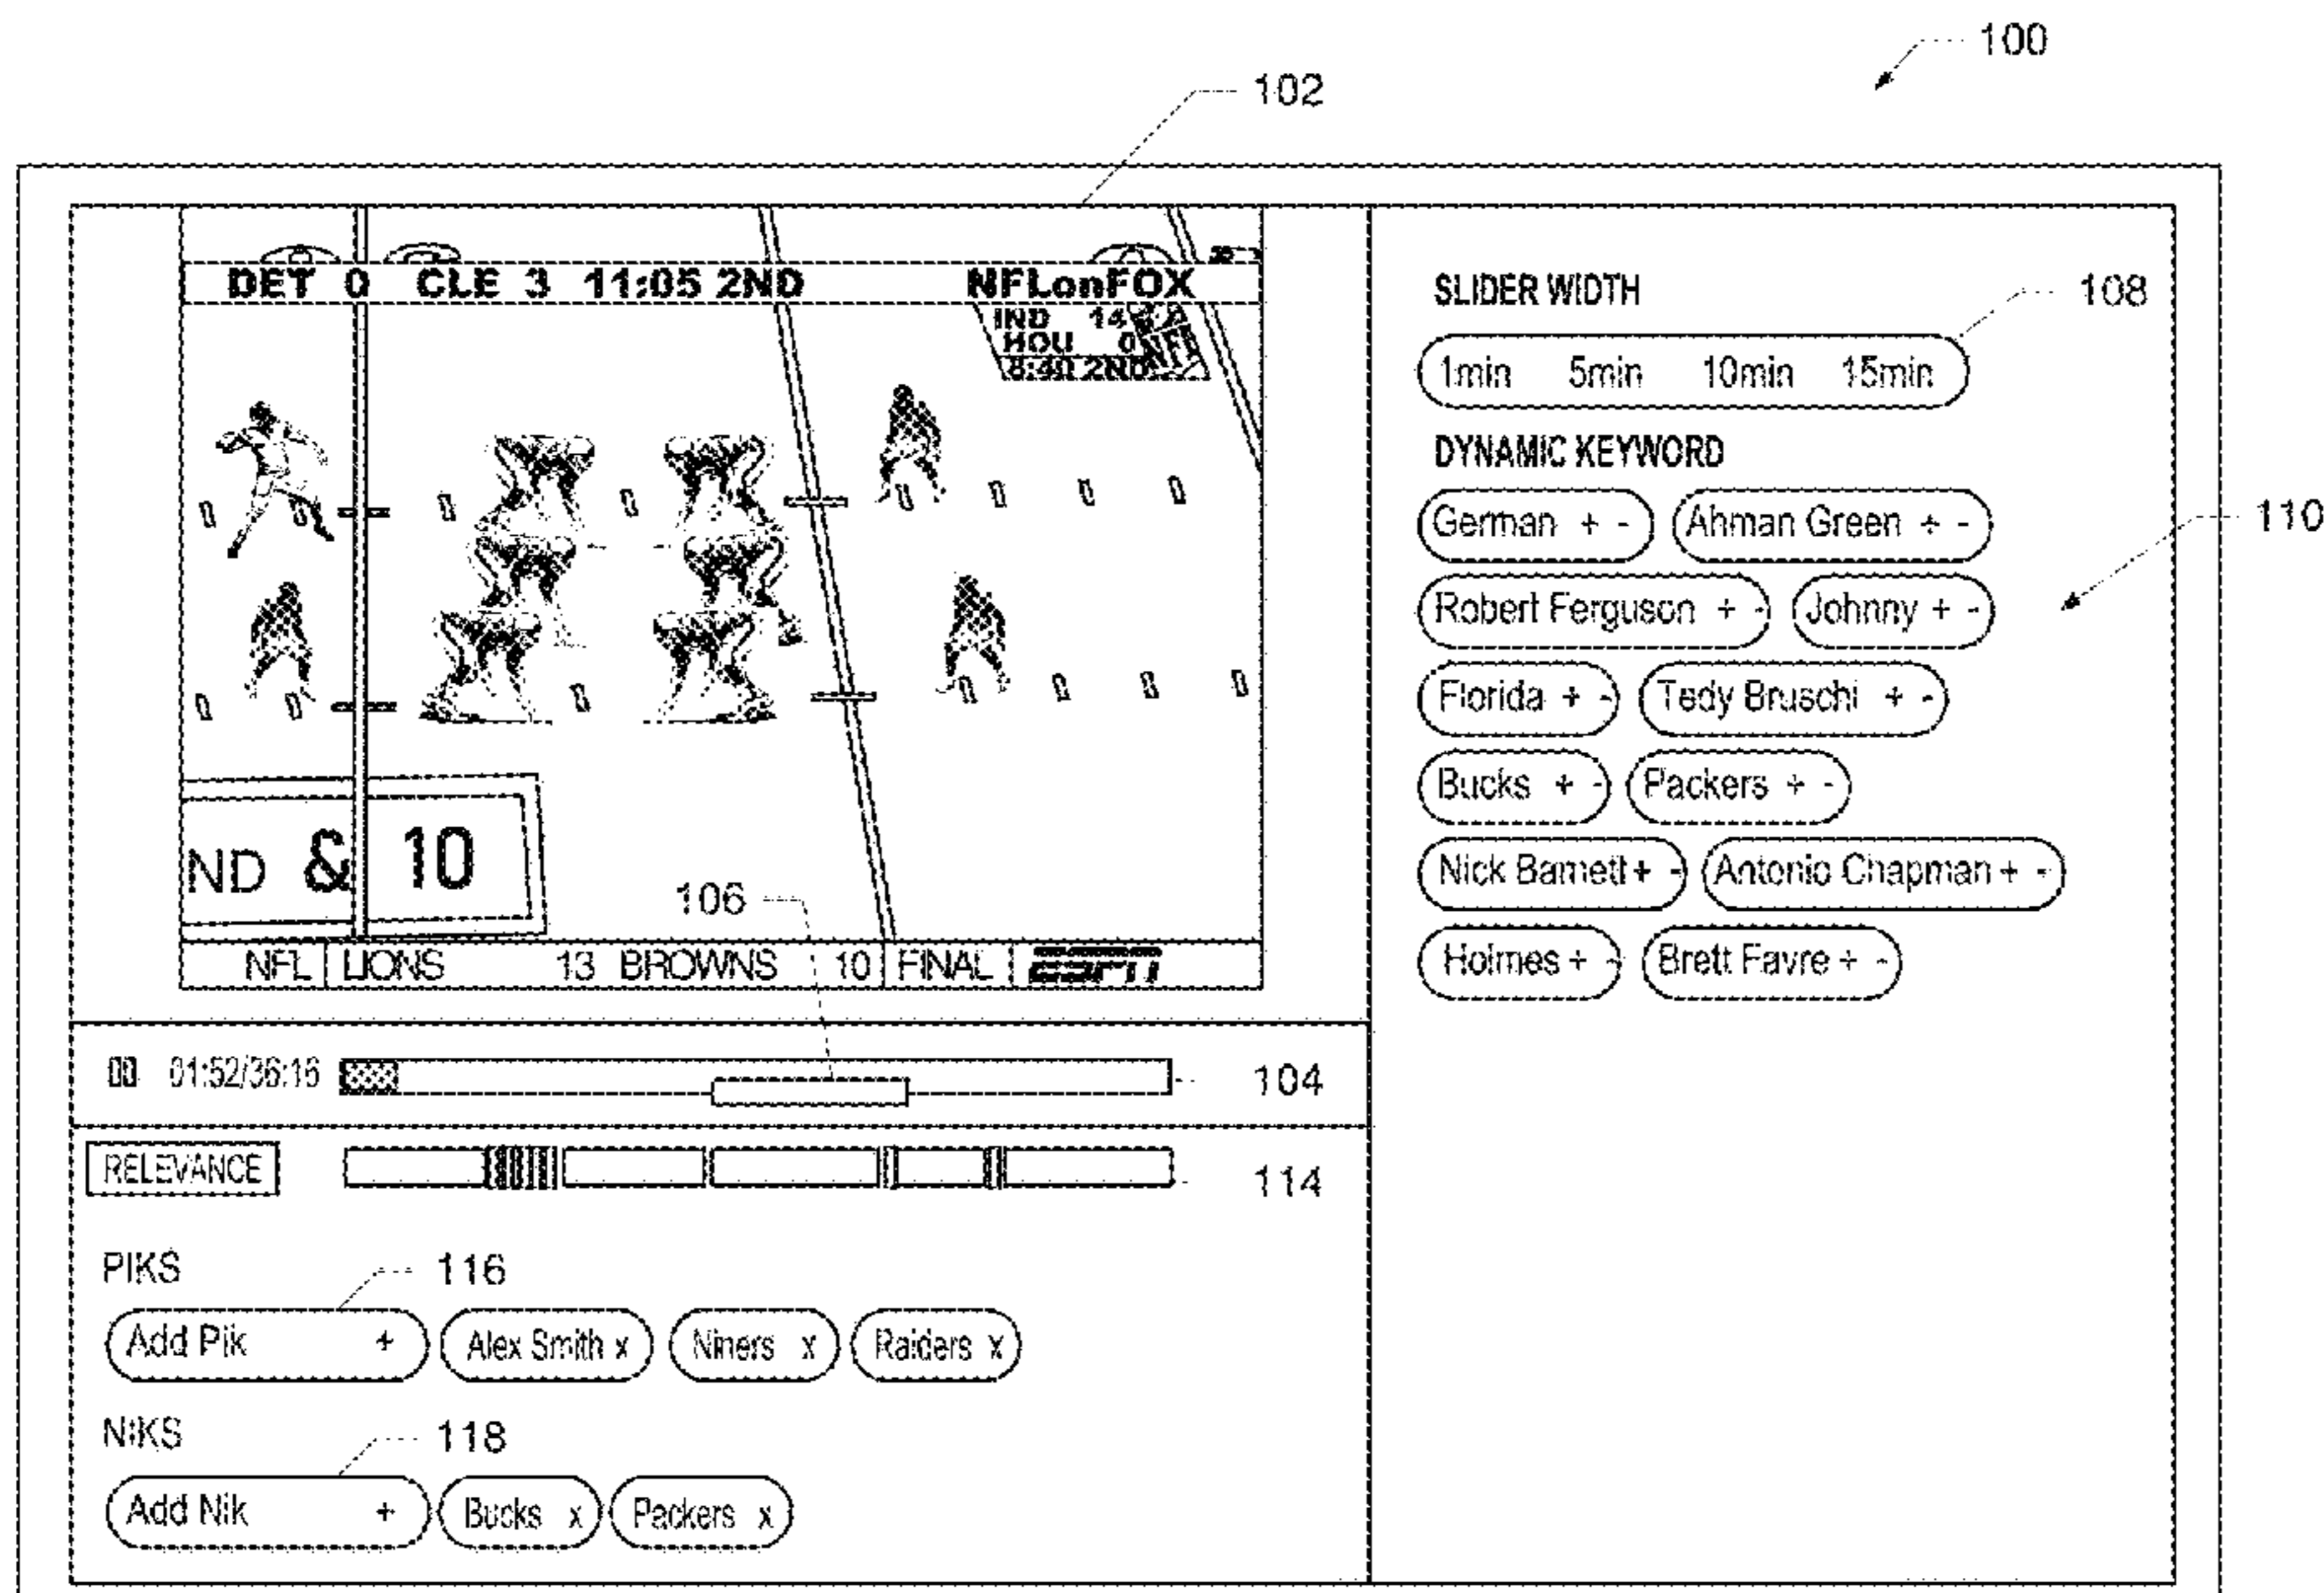 100
102
DET 0 CLE 3 11:05 2ND NFLonFOX
IND 14
HOU 0
8:40 2ND
ND & 10
106
NFL LIONS 13 BROWNS 10 FINAL ESPN
01:52/36:16
104
RELEVANCE
114
PIKS
116
Add Pik + Alex Smith x Niners x Raiders x
NIKS
118
Add Nik + Bucks x Packers x
SLIDER WIDTH
108
1min 5min 10min 15min
DYNAMIC KEYWORD
German + - Ahman Green + -
110
Robert Ferguson + - Johnny + -
Florida + - Tedy Bruschi + -
Bucks + - Packers + -
Nick Barnett + - Antonio Chapman + -
Holmes + - Brett Favre + -